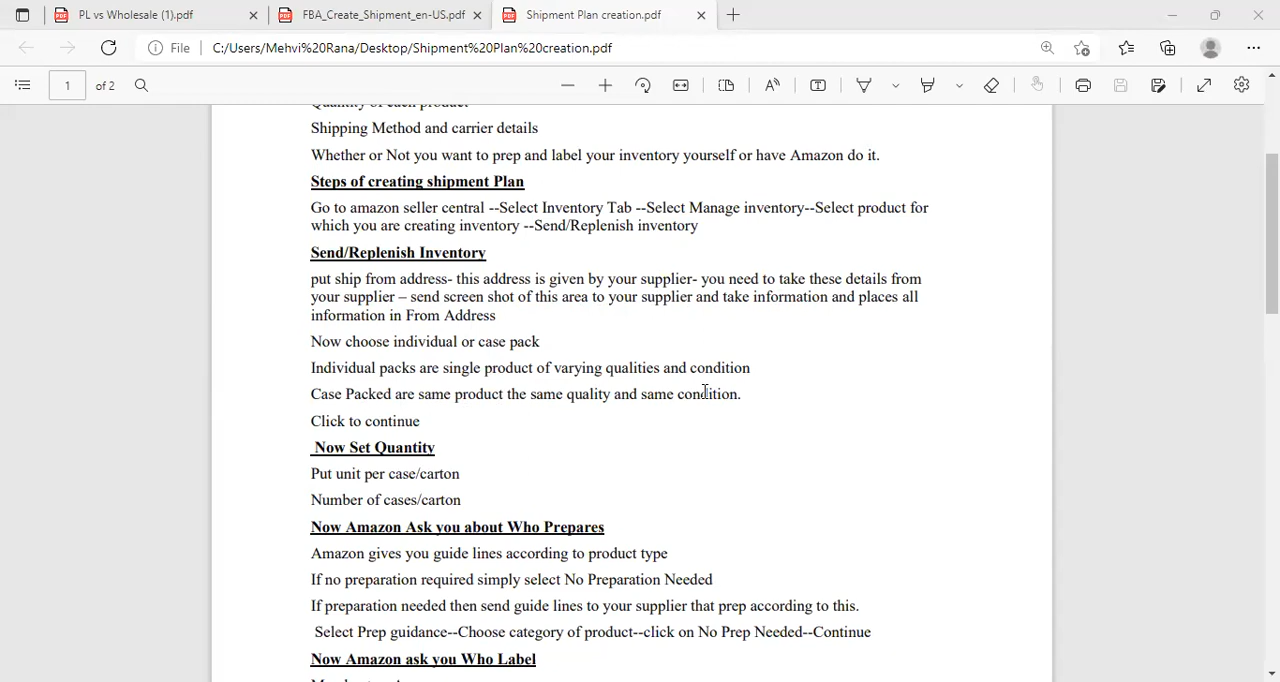 PL vs Wholesale (1).pdf
FBA_Create_Shipment_en-US.pdf
Shipment Plan creation.pdf
File
C:/Users/Mehvi%20Rana/Desktop/Shipment%20Plan%20creation.pdf
1 of 2
Quantity of each product
Shipping Method and carrier details
Whether or Not you want to prep and label your inventory yourself or have Amazon do it.
Steps of creating shipment Plan
Go to amazon seller central --Select Inventory Tab --Select Manage inventory--Select product for
which you are creating inventory --Send/Replenish inventory
Send/Replenish Inventory
put ship from address- this address is given by your supplier- you need to take these details from
your supplier – send screen shot of this area to your supplier and take information and places all
information in From Address
Now choose individual or case pack
Individual packs are single product of varying qualities and condition
Case Packed are same product the same quality and same condition.
Click to continue
Now Set Quantity
Put unit per case/carton
Number of cases/carton
Now Amazon Ask you about Who Prepares
Amazon gives you guide lines according to product type
If no preparation required simply select No Preparation Needed
If preparation needed then send guide lines to your supplier that prep according to this.
Select Prep guidance--Choose category of product--click on No Prep Needed--Continue
Now Amazon ask you Who Label